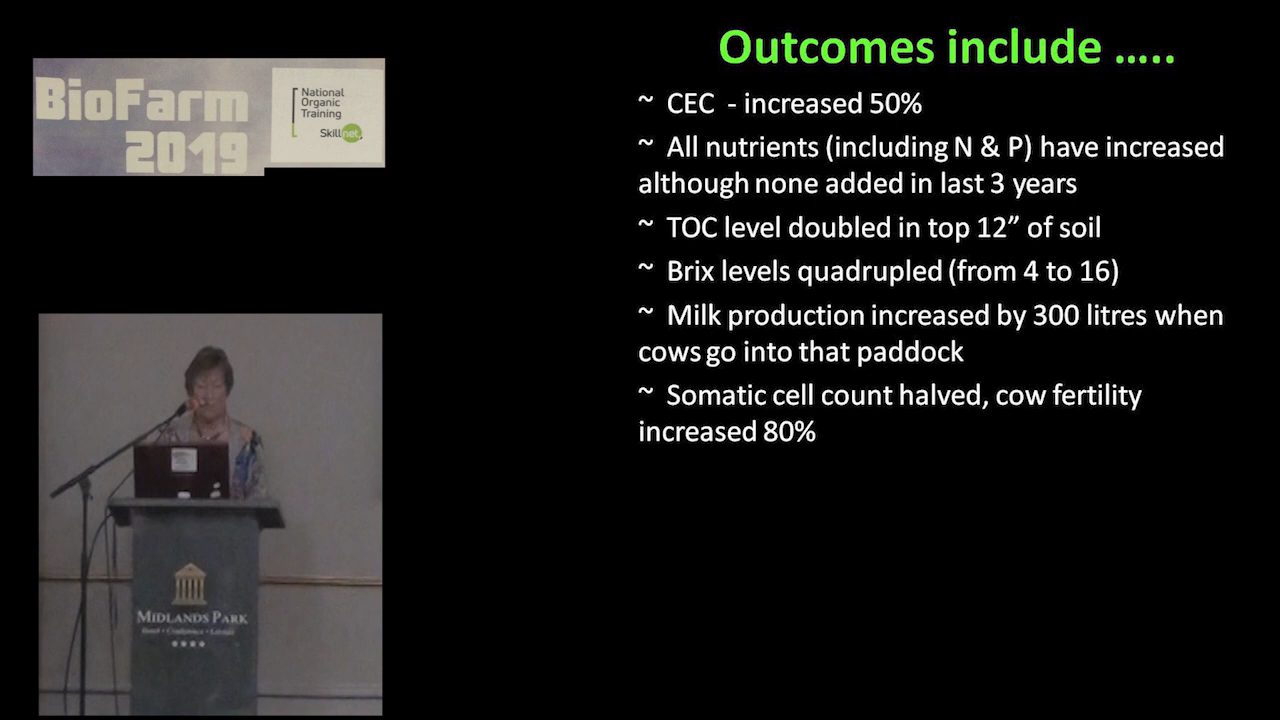 BioFarm
2019
National
Organic
Training
Skillnet
Outcomes include …..
~ CEC - increased 50%
~ All nutrients (including N & P) have increased
although none added in last 3 years
~ TOC level doubled in top 12” of soil
~ Brix levels quadrupled (from 4 to 16)
~ Milk production increased by 300 litres when
cows go into that paddock
~ Somatic cell count halved, cow fertility
increased 80%
MIDLANDS PARK
Hotel • Conference • Leisure